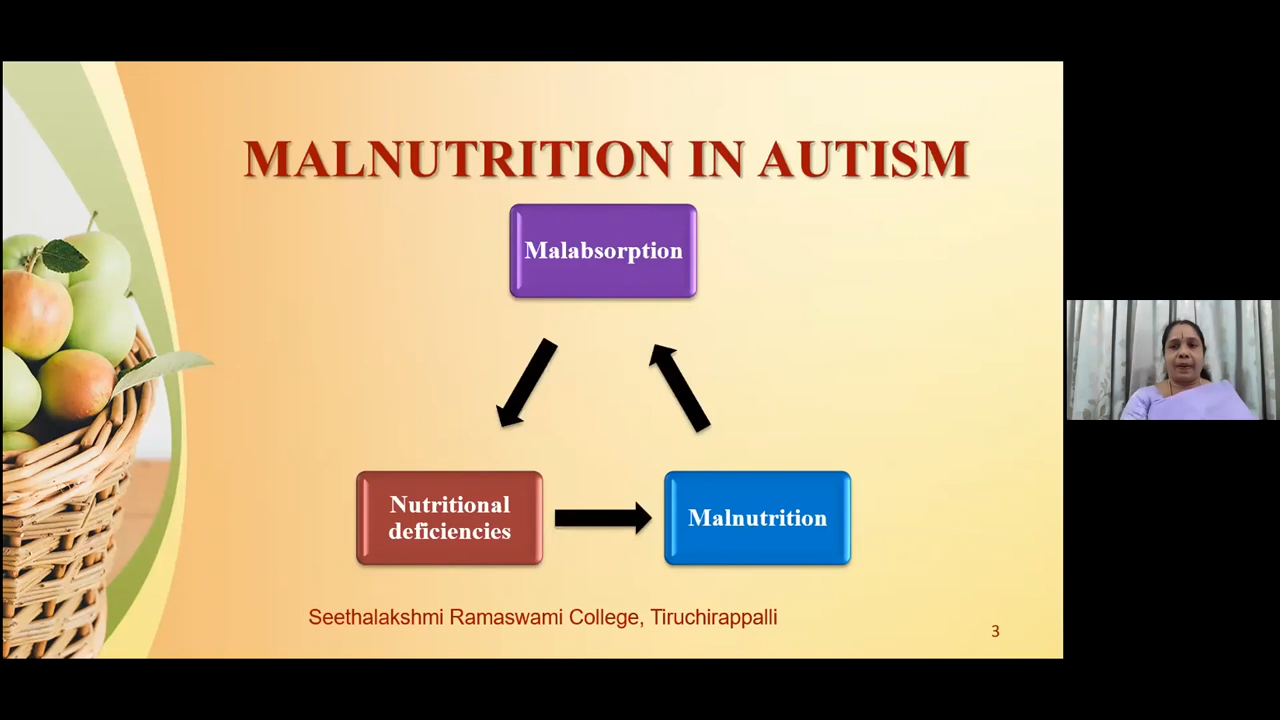 MALNUTRITION IN AUTISM
Malabsorption
Nutritional
deficiencies
Malnutrition
Seethalakshmi Ramaswami College, Tiruchirappalli
3